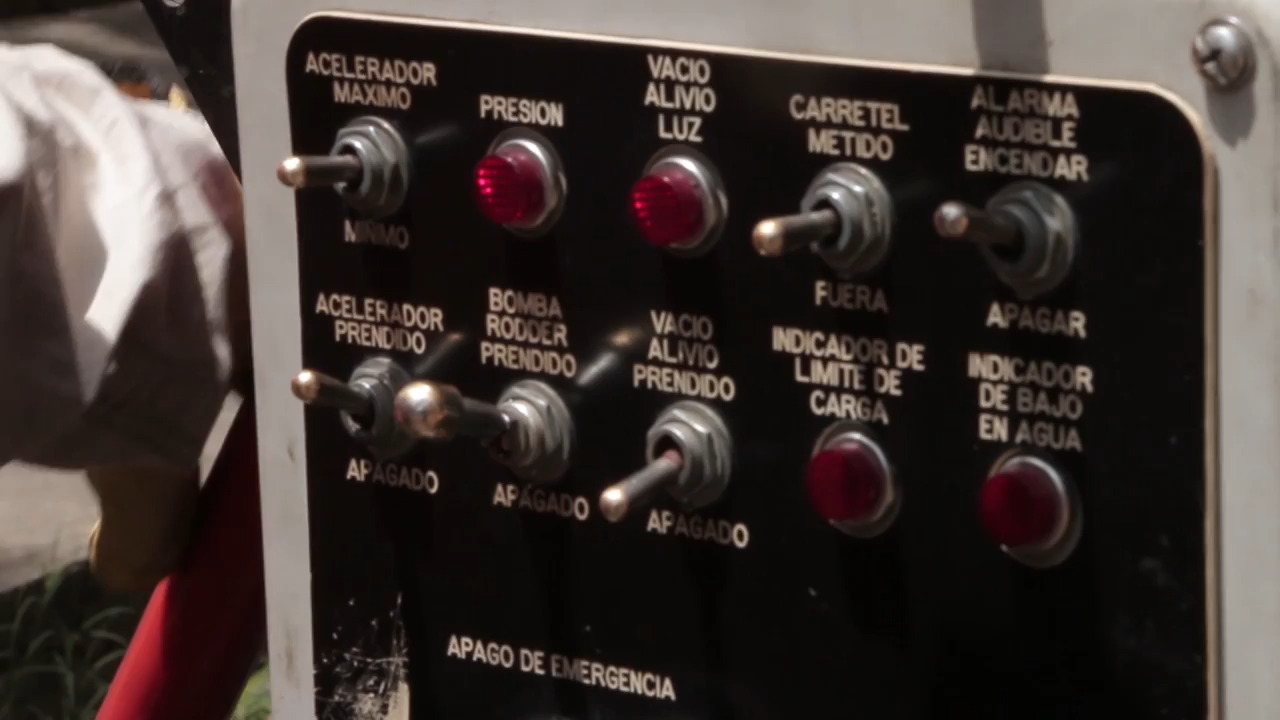 ACELERADOR
MAXIMO
PRESION
VACIO
ALIVIO
LUZ
CARRETEL
METIDO
ALARMA
AUDIBLE
ENCENDAR
MINIMO
FUERA
APAGAR
ACELERADOR
PRENDIDO
BOMBA
RODDER
PRENDIDO
VACIO
ALIVIO
PRENDIDO
INDICADOR DE
LIMITE DE
CARGA
INDICADOR
DE BAJO
EN AGUA
APAGADO
APAGADO
APAGADO
APAGO DE EMERGENCIA